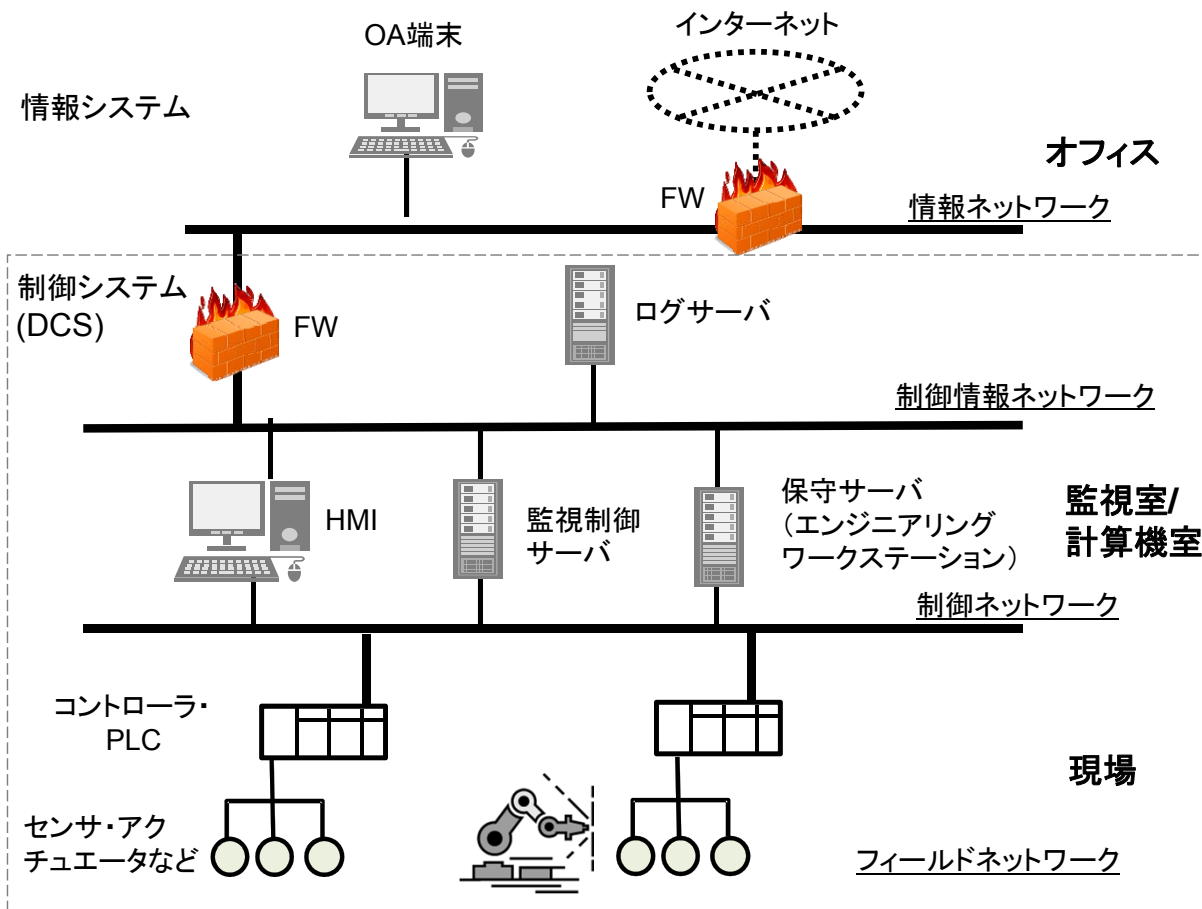 OA端末
インターネット
情報システム
オフィス
FW
情報ネットワーク
制御システム
(DCS)
FW
ログサーバ
制御情報ネットワーク
HMI
監視制御
サーバ
保守サーバ
(エンジニアリング
ワークステーション)
監視室/
計算機室
制御ネットワーク
コントローラ・
PLC
現場
センサ・アク
チュエータなど
フィールドネットワーク